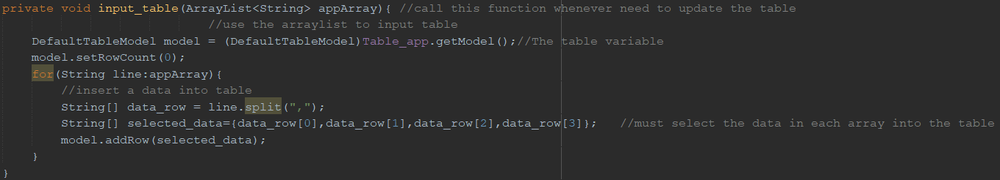 private void input_table(ArrayList<String> appArray){ //call this function whenever need to update the table
//use the arraylist to input table
DefaultTableModel model = (DefaultTableModel)Table_app.getModel();//The table variable
model.setRowCount(0);
for(String line:appArray){
//insert a data into table
String[] data_row = line.split(",");
String[] selected_data={data_row[0],data_row[1],data_row[2],data_row[3]}; //must select the data in each array into the table
model.addRow(selected_data);
}
}